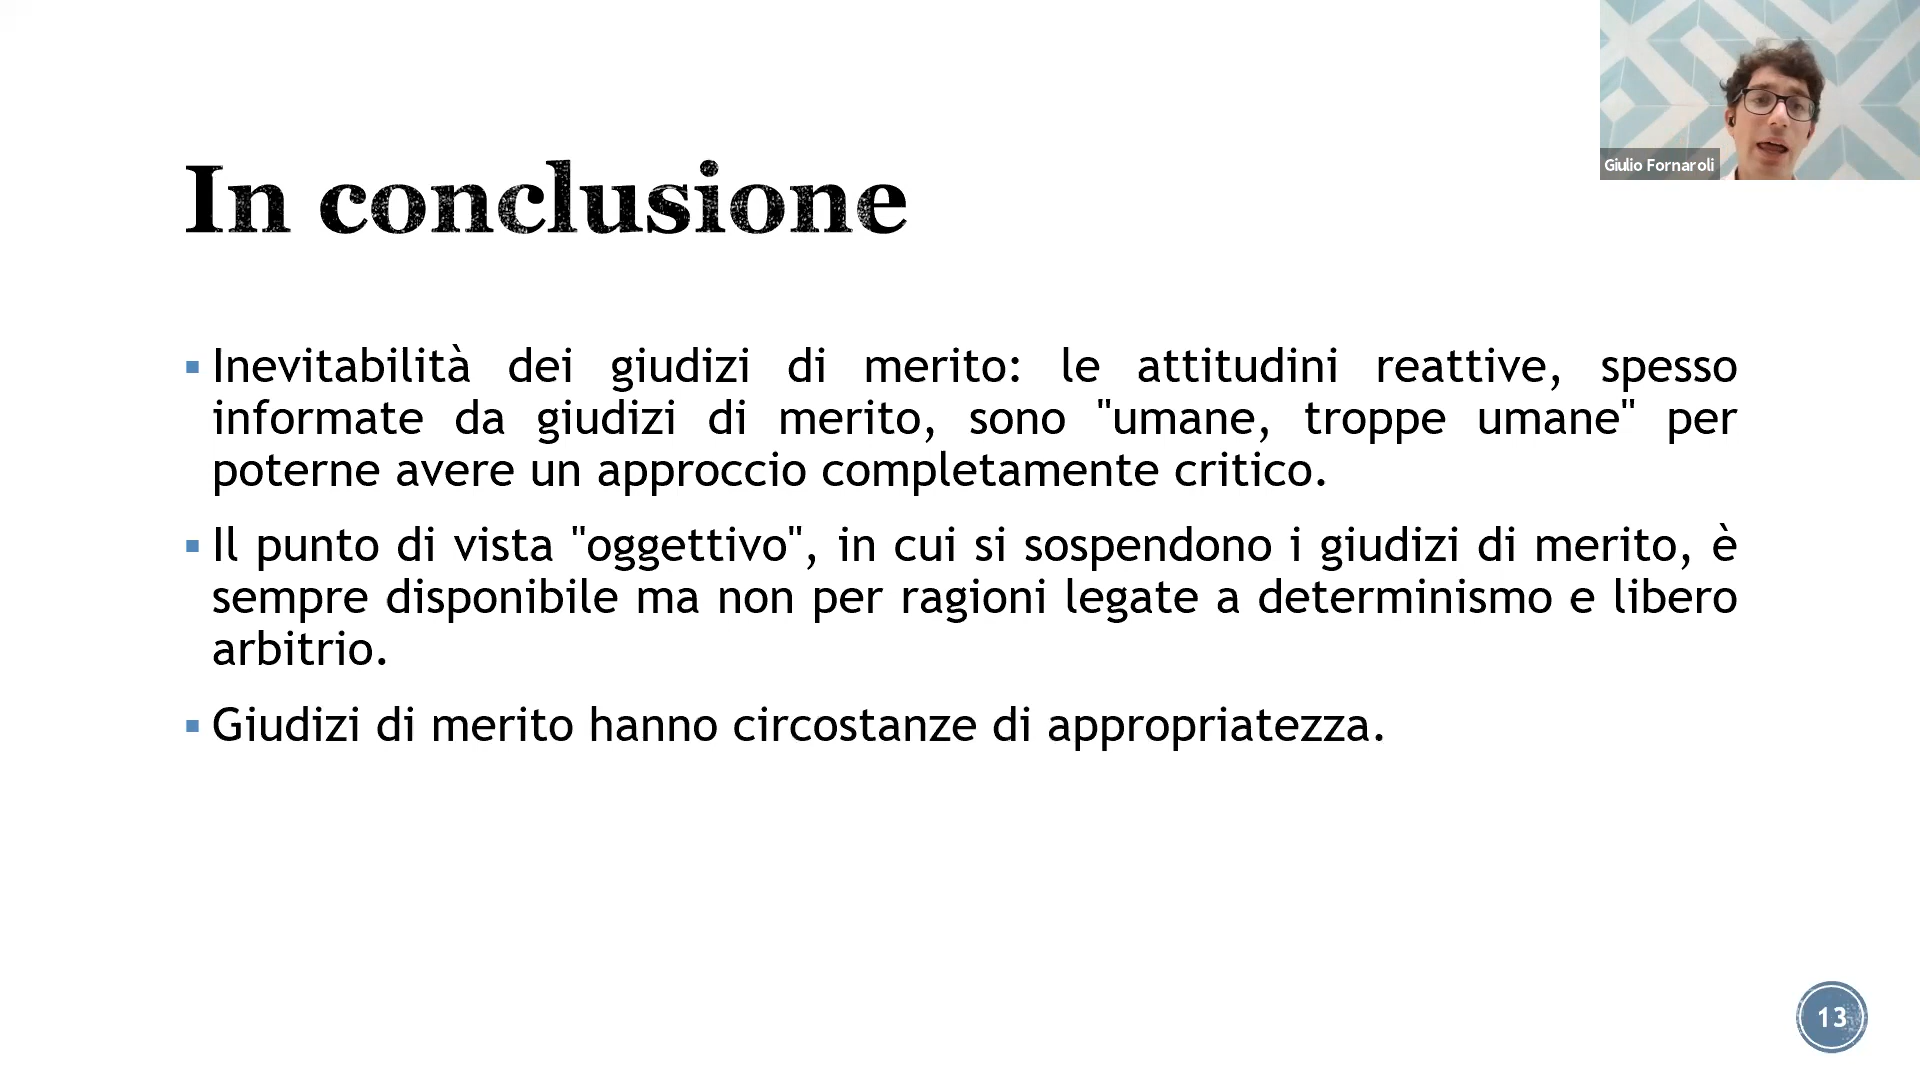 Giulio Fornaroli
In conclusione
Inevitabilità dei giudizi di merito: le attitudini reattive, spesso
informate da giudizi di merito, sono "umane, troppe umane" per
poterne avere un approccio completamente critico.
Il punto di vista "oggettivo", in cui si sospendono i giudizi di merito, è
sempre disponibile ma non per ragioni legate a determinismo e libero
arbitrio.
Giudizi di merito hanno circostanze di appropriatezza.
13